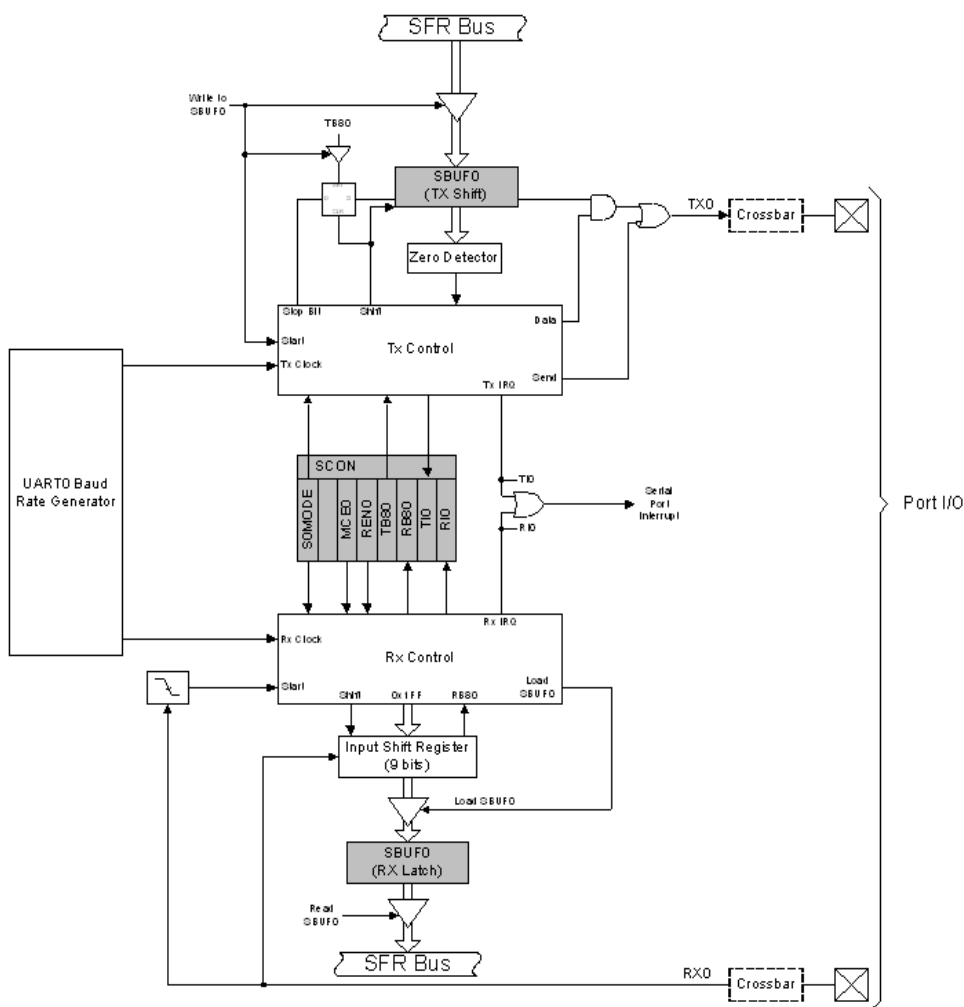 SFR Bus
Write to
SBUF0
TB80
SBUF0
(TX Shift)
TX0
Crossbar
Zero Detector
Stop Bit
Shift
Data
Start
Tx Control
Tx Clock
Tx IRQ
Send
UART0 Baud
Rate Generator
SCON
S0MODE
MCE0
REN0
TB80
RB80
TI0
RI0
TI0
Serial
Port
Interrupt
RI0
Port I/O
Rx IRQ
Rx Clock
Rx Control
Start
Load
SBUF0
Shift
0x1FF
RB80
Input Shift Register
(9 bits)
Load SBUF0
SBUF0
(RX Latch)
Read
SBUF0
SFR Bus
RX0
Crossbar